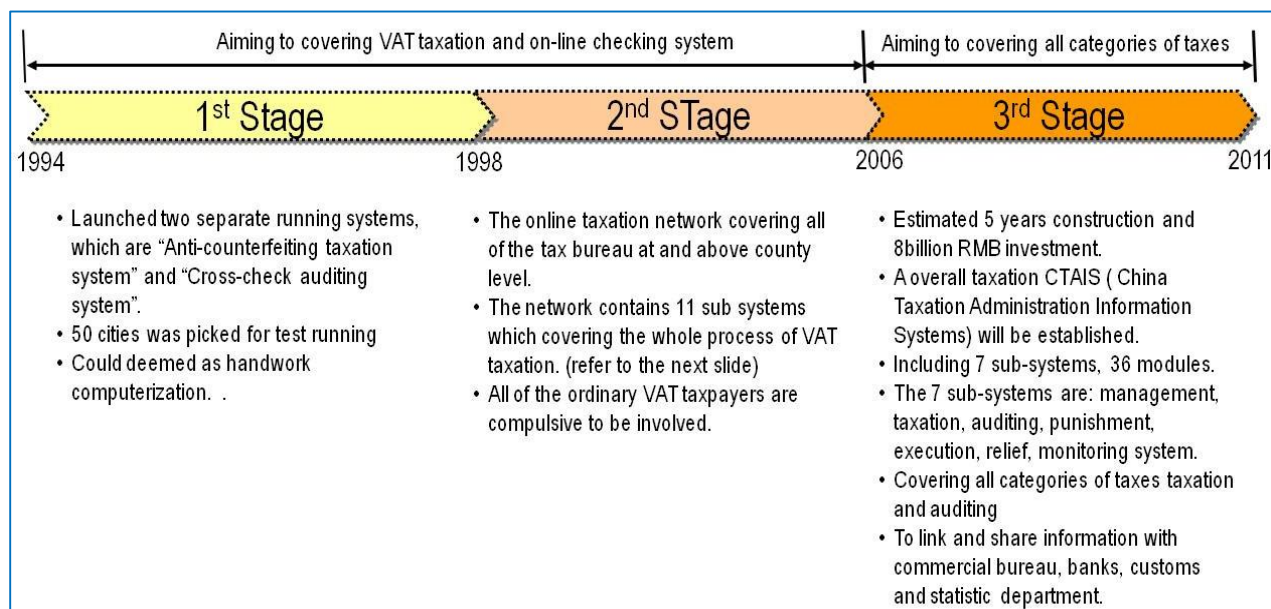 Aiming to covering VAT taxation and on-line checking system
Aiming to covering all categories of taxes
1st Stage
2nd STage
3rd Stage
1994
1998
2006
2011
• Launched two separate running systems,
which are “Anti-counterfeiting taxation
system” and “Cross-check auditing
system”.
• 50 cities was picked for test running
• Could deemed as handwork
computerization. .
• The online taxation network covering all
of the tax bureau at and above county
level.
• The network contains 11 sub systems
which covering the whole process of VAT
taxation. (refer to the next slide)
• All of the ordinary VAT taxpayers are
compulsive to be involved.
• Estimated 5 years construction and
8billion RMB investment.
• A overall taxation CTAIS ( China
Taxation Administration Information
Systems) will be established.
• Including 7 sub-systems, 36 modules.
• The 7 sub-systems are: management,
taxation, auditing, punishment,
execution, relief, monitoring system.
• Covering all categories of taxes taxation
and auditing
• To link and share information with
commercial bureau, banks, customs
and statistic department.